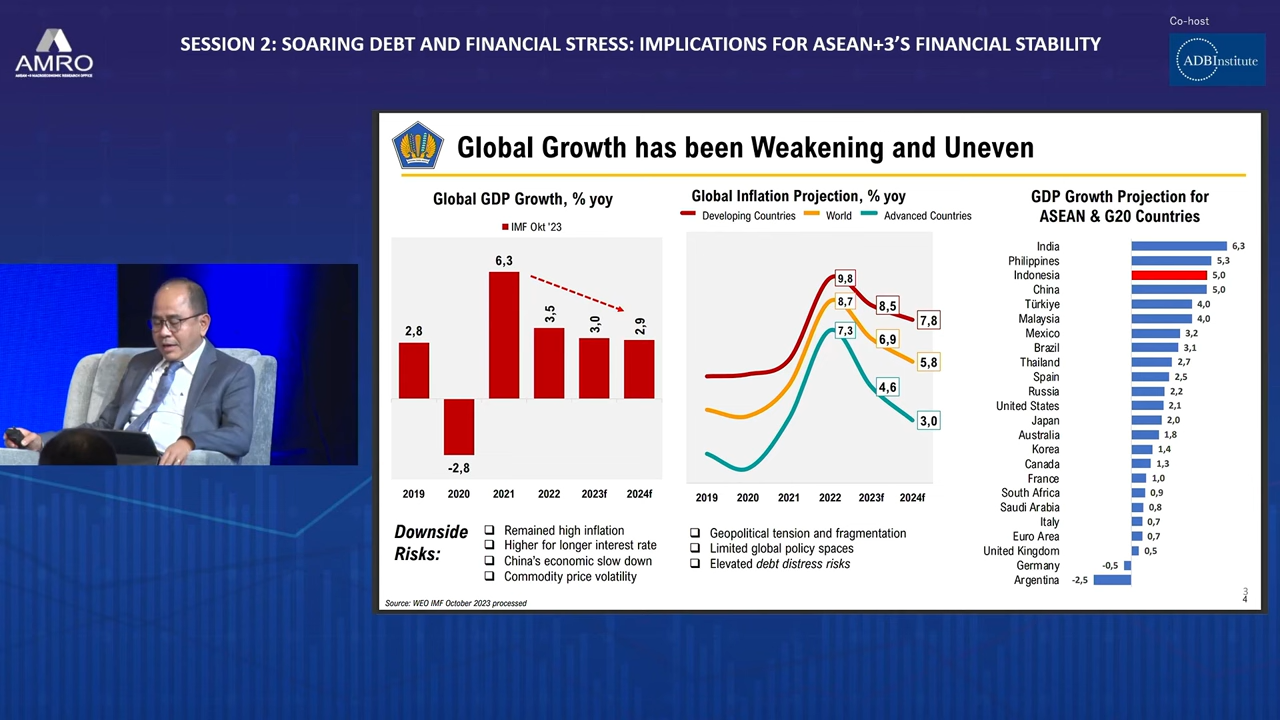 Co-host
AMRO
ASEAN+3 MACROECONOMIC RESEARCH OFFICE
SESSION 2: SOARING DEBT AND FINANCIAL STRESS: IMPLICATIONS FOR ASEAN+3'S FINANCIAL STABILITY
ADBInstitute
Global Growth has been Weakening and Uneven
Global GDP Growth, % yoy
IMF Okt '23
2,8
-2,8
6,3
3,5
3,0
2,9
2019 2020 2021 2022 2023f 2024f
Global Inflation Projection, % yoy
Developing Countries World Advanced Countries
9,8
8,7
7,3
8,5
6,9
4,6
7,8
5,8
3,0
2019 2020 2021 2022 2023f 2024f
GDP Growth Projection for
ASEAN & G20 Countries
India 6,3
Philippines 5,3
Indonesia 5,0
China 5,0
Türkiye 4,0
Malaysia 4,0
Mexico 3,2
Brazil 3,1
Thailand 2,7
Spain 2,5
Russia 2,2
United States 2,1
Japan 2,0
Australia 1,8
Korea 1,4
Canada 1,3
France 1,0
South Africa 0,9
Saudi Arabia 0,8
Italy 0,7
Euro Area 0,7
United Kingdom 0,5
Germany -0,5
Argentina -2,5
Downside
Risks:
Remained high inflation
Higher for longer interest rate
China's economic slow down
Commodity price volatility
Geopolitical tension and fragmentation
Limited global policy spaces
Elevated debt distress risks
Source: WEO IMF October 2023 processed
3
4